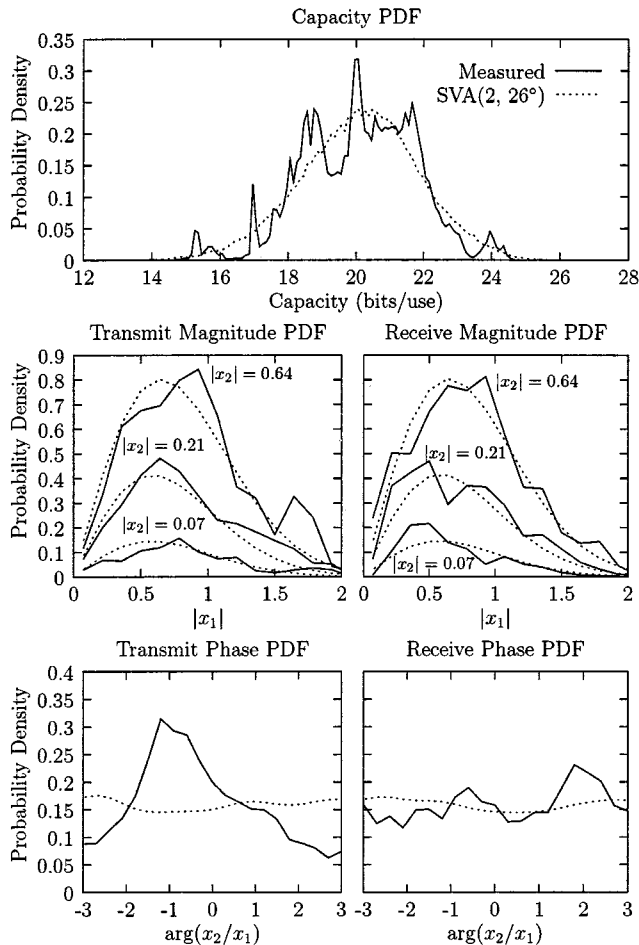 Capacity PDF
Probability Density
0.35
0.3
0.25
0.2
0.15
0.1
0.05
0
Measured
SVA(2, 26°)
12 14 16 18 20 22 24 26 28
Capacity (bits/use)
Transmit Magnitude PDF
Probability Density
0.9
0.8
0.7
0.6
0.5
0.4
0.3
0.2
0.1
0
|x₂| = 0.64
|x₂| = 0.21
|x₂| = 0.07
0 0.5 1 1.5 2
|x₁|
Receive Magnitude PDF
|x₂| = 0.64
|x₂| = 0.21
|x₂| = 0.07
0 0.5 1 1.5 2
|x₁|
Transmit Phase PDF
Probability Density
0.4
0.35
0.3
0.25
0.2
0.15
0.1
0.05
0
-3 -2 -1 0 1 2 3
arg(x₂/x₁)
Receive Phase PDF
-3 -2 -1 0 1 2 3
arg(x₂/x₁)